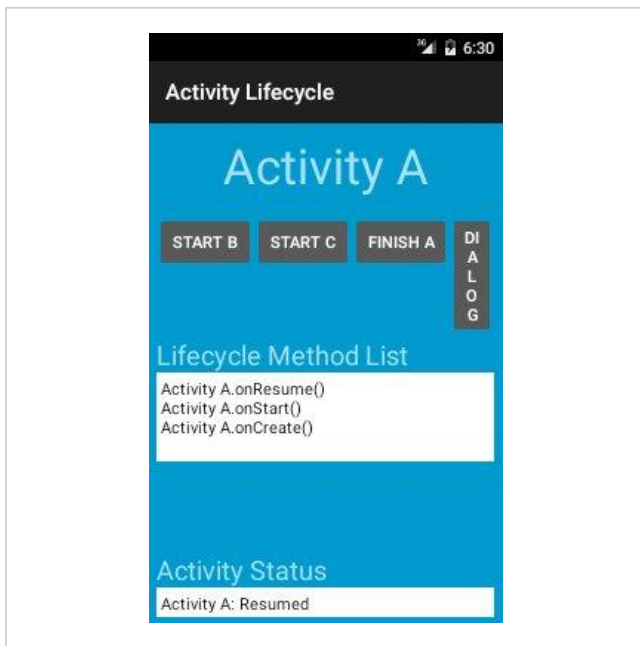 3G 6:30
Activity Lifecycle
Activity A
START B START C FINISH A DI
A
L
O
G
Lifecycle Method List
Activity A.onResume()
Activity A.onStart()
Activity A.onCreate()
Activity Status
Activity A: Resumed